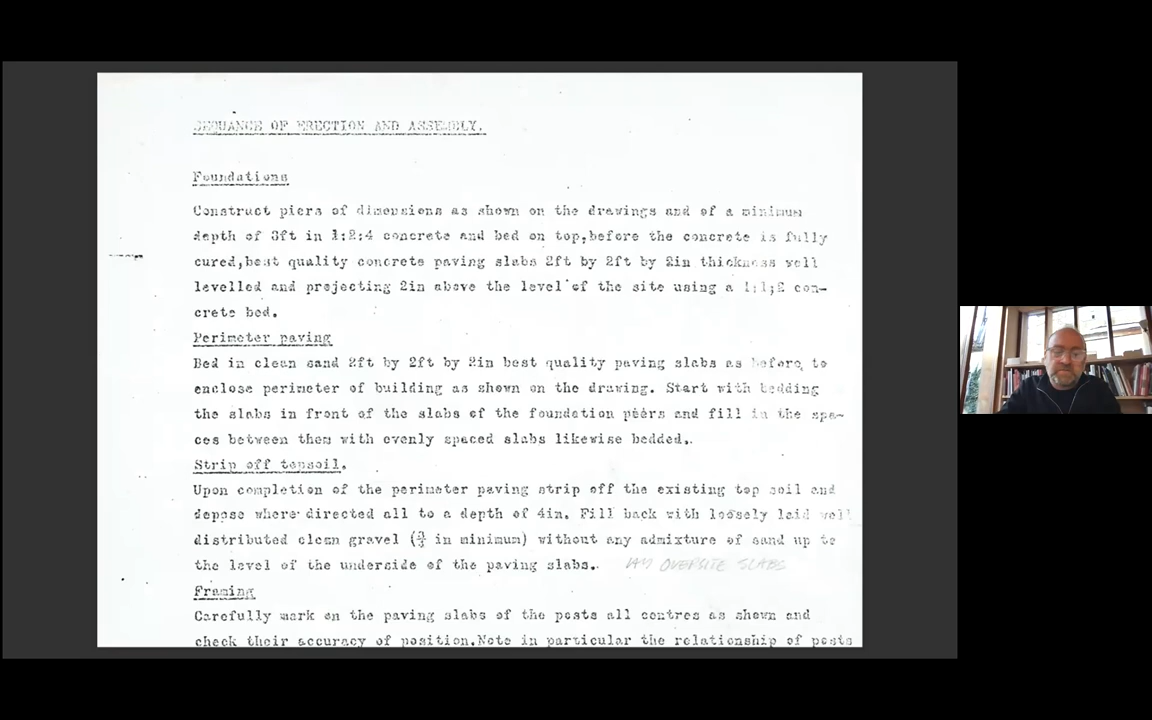 SEQUANCE OF ERECTION AND ASSEMBLY.
Foundations
Construct piers of dimensions as shown on the drawings and of a minimum
depth of 3ft in 1:2:4 concrete and bed on top,before the concrete is fully
cured,best quality concrete paving slabs 2ft by 2ft by 2in thickness well
levelled and projecting 2in above the level of the site using a 1:1;2 con-
crete bed.
Perimeter paving
Bed in clean sand 2ft by 2ft by 2in best quality paving slabs as before, to
enclose perimeter of building as shown on the drawing. Start with bedding
the slabs in front of the slabs of the foundation peers and fill in the spa-
ces between them with evenly spaced slabs likewise bedded.
Strip off topsoil.
Upon completion of the perimeter paving strip off the existing top soil and
depose where directed all to a depth of 4in. Fill back with loosely laid well
distributed clean gravel (¾ in minimum) without any admixture of sand up to
the level of the underside of the paving slabs. LAY OVERSITE SLABS
Framing
Carefully mark on the paving slabs of the posts all centres as shown and
check their accuracy of position.Note in particular the relationship of posts